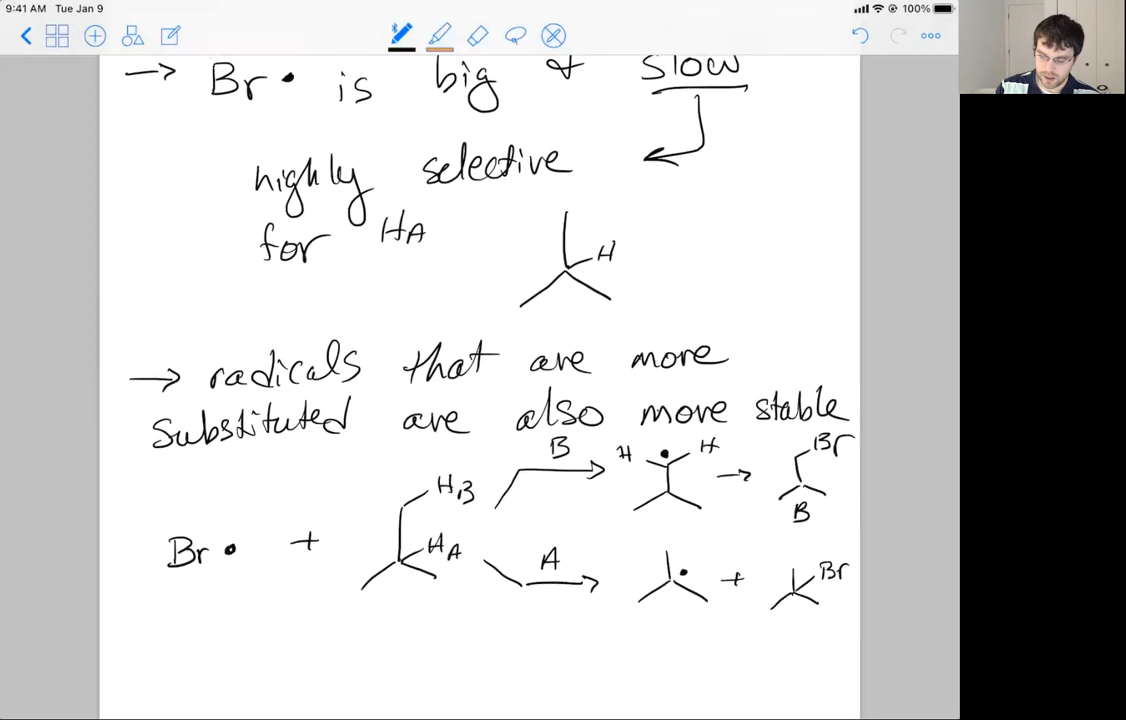 9:41 AM Tue Jan 9
100%
→ Br• is big & slow
highly selective
for HA
H
→ radicals that are more
substituted are also more stable
B
H • H → Br
HB
B
Br• + HA
A
• + Br